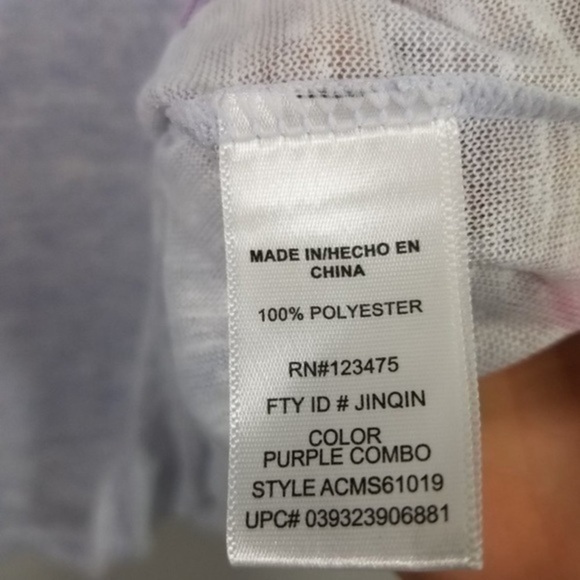 MADE IN/HECHO EN
CHINA
100% POLYESTER
RN#123475
FTY ID # JINQIN
COLOR
PURPLE COMBO
STYLE ACMS61019
UPC# 039323906881